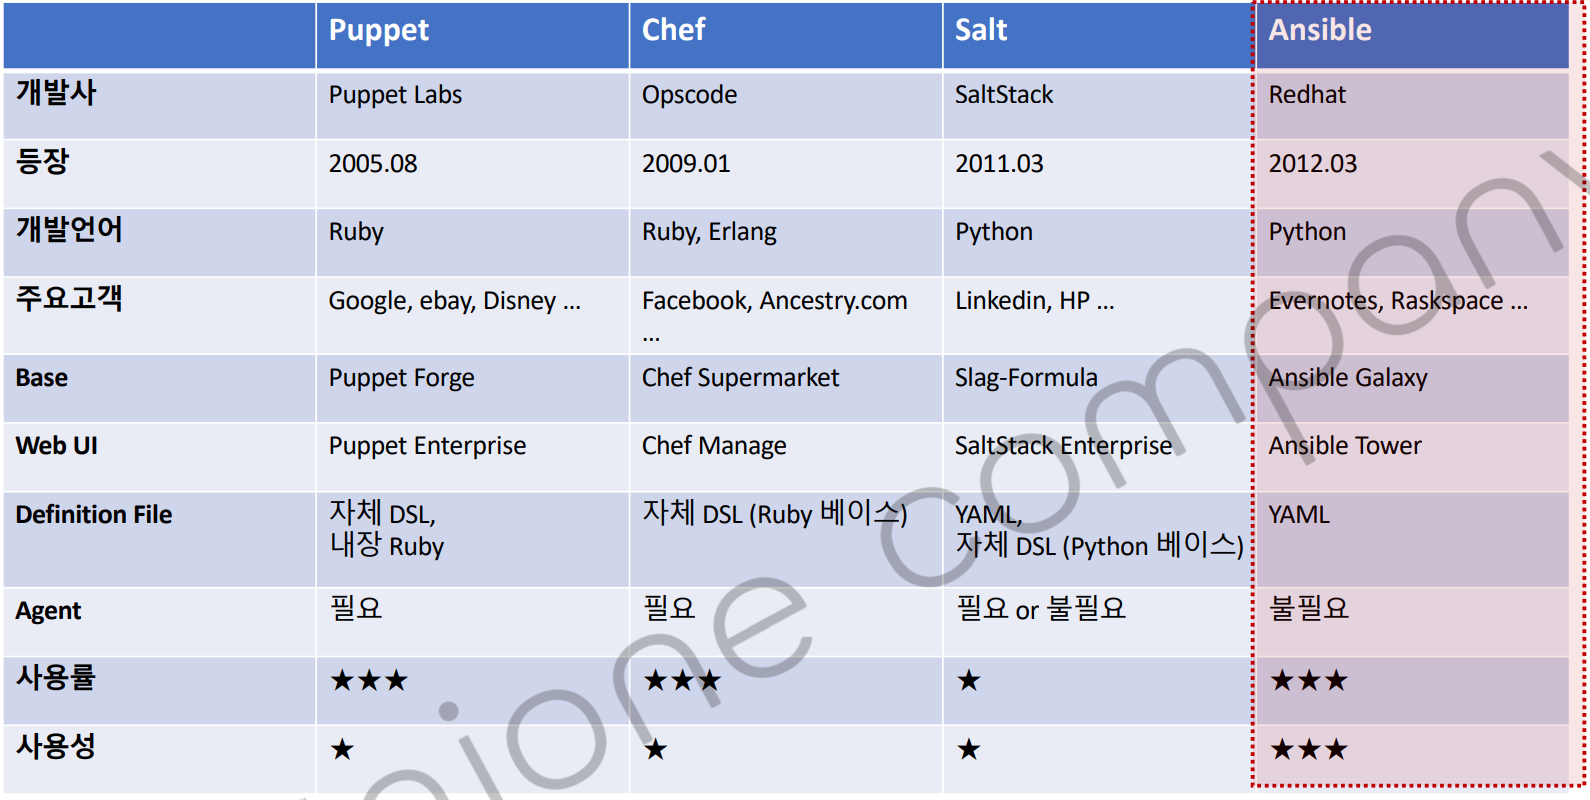 Puppet Chef Salt Ansible
개발사 Puppet Labs Opscode SaltStack Redhat
등장 2005.08 2009.01 2011.03 2012.03
개발언어 Ruby Ruby, Erlang Python Python
주요고객 Google, ebay, Disney ... Facebook, Ancestry.com Linkedin, HP ... Evernotes, Raskspace ...
...
Base Puppet Forge Chef Supermarket Slag-Formula Ansible Galaxy
Web UI Puppet Enterprise Chef Manage SaltStack Enterprise Ansible Tower
Definition File 자체 DSL, 자체 DSL (Ruby 베이스) YAML, YAML
내장 Ruby 자체 DSL (Python 베이스)
Agent 필요 필요 필요 or 불필요 불필요
사용률 ★★★ ★★★ ★ ★★★
사용성 ★ ★ ★ ★★★
company